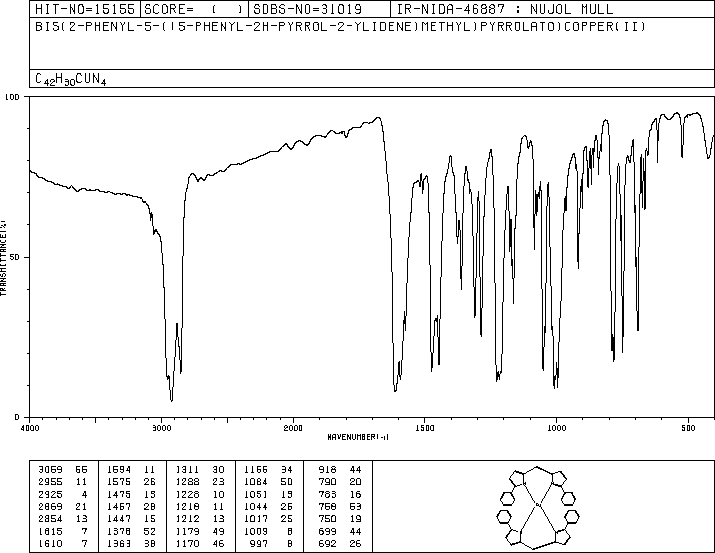 HIT-NO=15155 SCORE= ( ) SDBS-NO=31019 IR-NIDA-46887 : NUJOL MULL
BIS(2-PHENYL-5-((5-PHENYL-2H-PYRROL-2-YLIDENE)METHYL)PYRROLATO)COPPER(II)
C42H30CUN4
100
50
0
TRANSMITTANCE(%)
4000 3000 2000 1500 1000 500
WAVENUMBER(-1)
3069 66 1594 11 1311 30 1166 34 918 44
2955 11 1575 26 1288 23 1084 50 790 20
2925 4 1475 15 1228 10 1051 19 783 16
2869 21 1457 28 1218 11 1044 26 758 53
2854 13 1447 15 1212 13 1017 25 750 19
1615 7 1378 52 1179 49 1009 8 699 44
1610 7 1363 38 1170 46 997 8 692 26